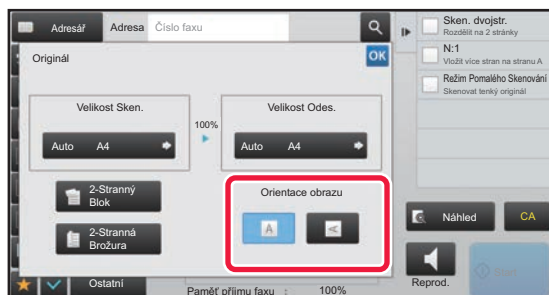 Adresář
Adresa
Číslo faxu
Originál
OK
Velikost Sken.
100%
Velikost Odes.
Auto A4
Auto A4
2-Stranný
Blok
2-Stranná
Brožura
Orientace obrazu
A
A
Ostatní
Paměť příjmu faxu : 100%
Sken. dvojstr.
Rozdělit na 2 stránky
N:1
Vložit více stran na stranu A
Režim Pomalého Skenování
Skenovat tenký originál
Náhled
CA
Reprod.
Start